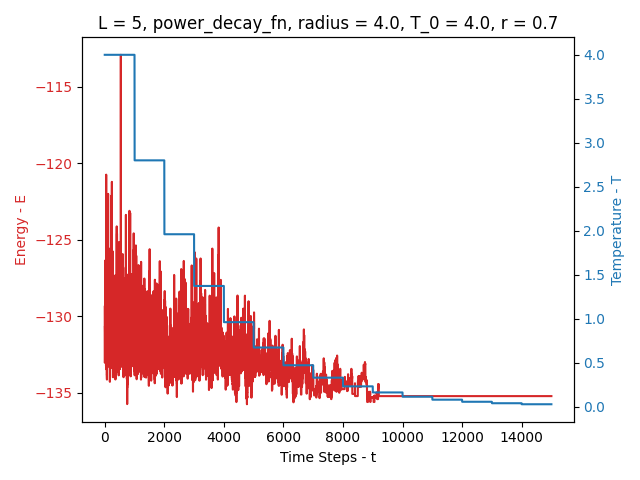 L = 5, power_decay_fn, radius = 4.0, T_0 = 4.0, r = 0.7
Energy - E
−115
−120
−125
−130
−135
4.0
3.5
3.0
2.5
2.0
1.5
1.0
0.5
0.0
Temperature - T
0 2000 4000 6000 8000 10000 12000 14000
Time Steps - t